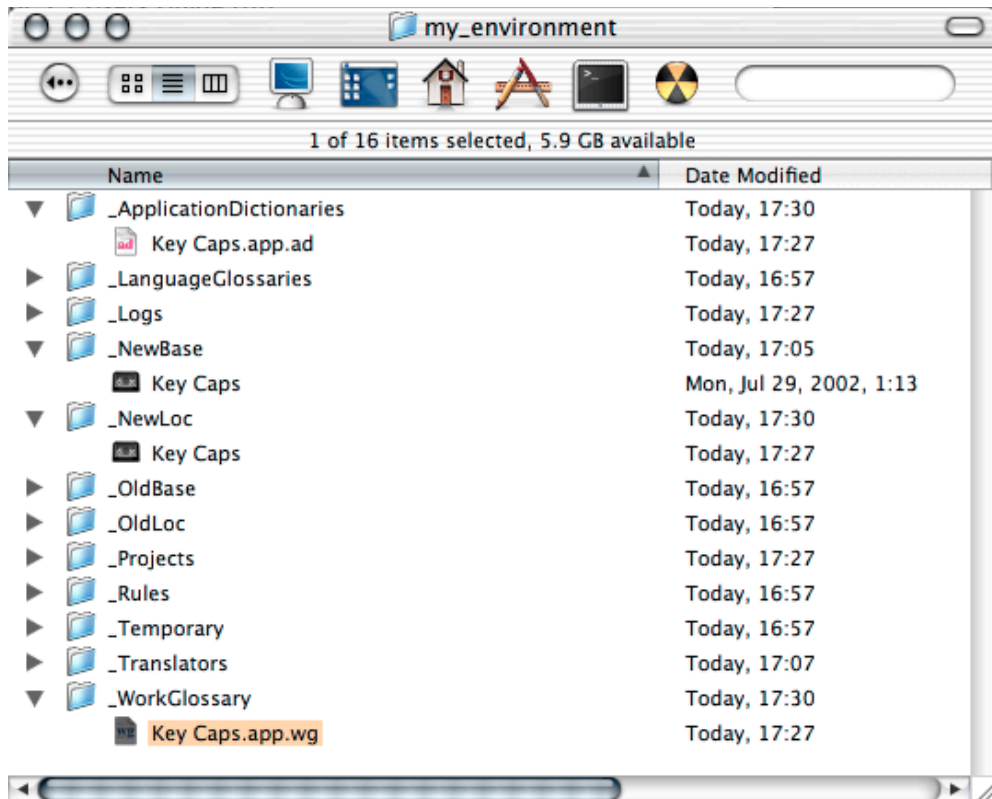 my_environment
1 of 16 items selected, 5.9 GB available
Name Date Modified
_ApplicationDictionaries Today, 17:30
ad Key Caps.app.ad Today, 17:27
_LanguageGlossaries Today, 16:57
_Logs Today, 17:27
_NewBase Today, 17:05
Key Caps Mon, Jul 29, 2002, 1:13
_NewLoc Today, 17:30
Key Caps Today, 17:27
_OldBase Today, 16:57
_OldLoc Today, 16:57
_Projects Today, 17:27
_Rules Today, 16:57
_Temporary Today, 16:57
_Translators Today, 17:07
_WorkGlossary Today, 17:30
wg Key Caps.app.wg Today, 17:27